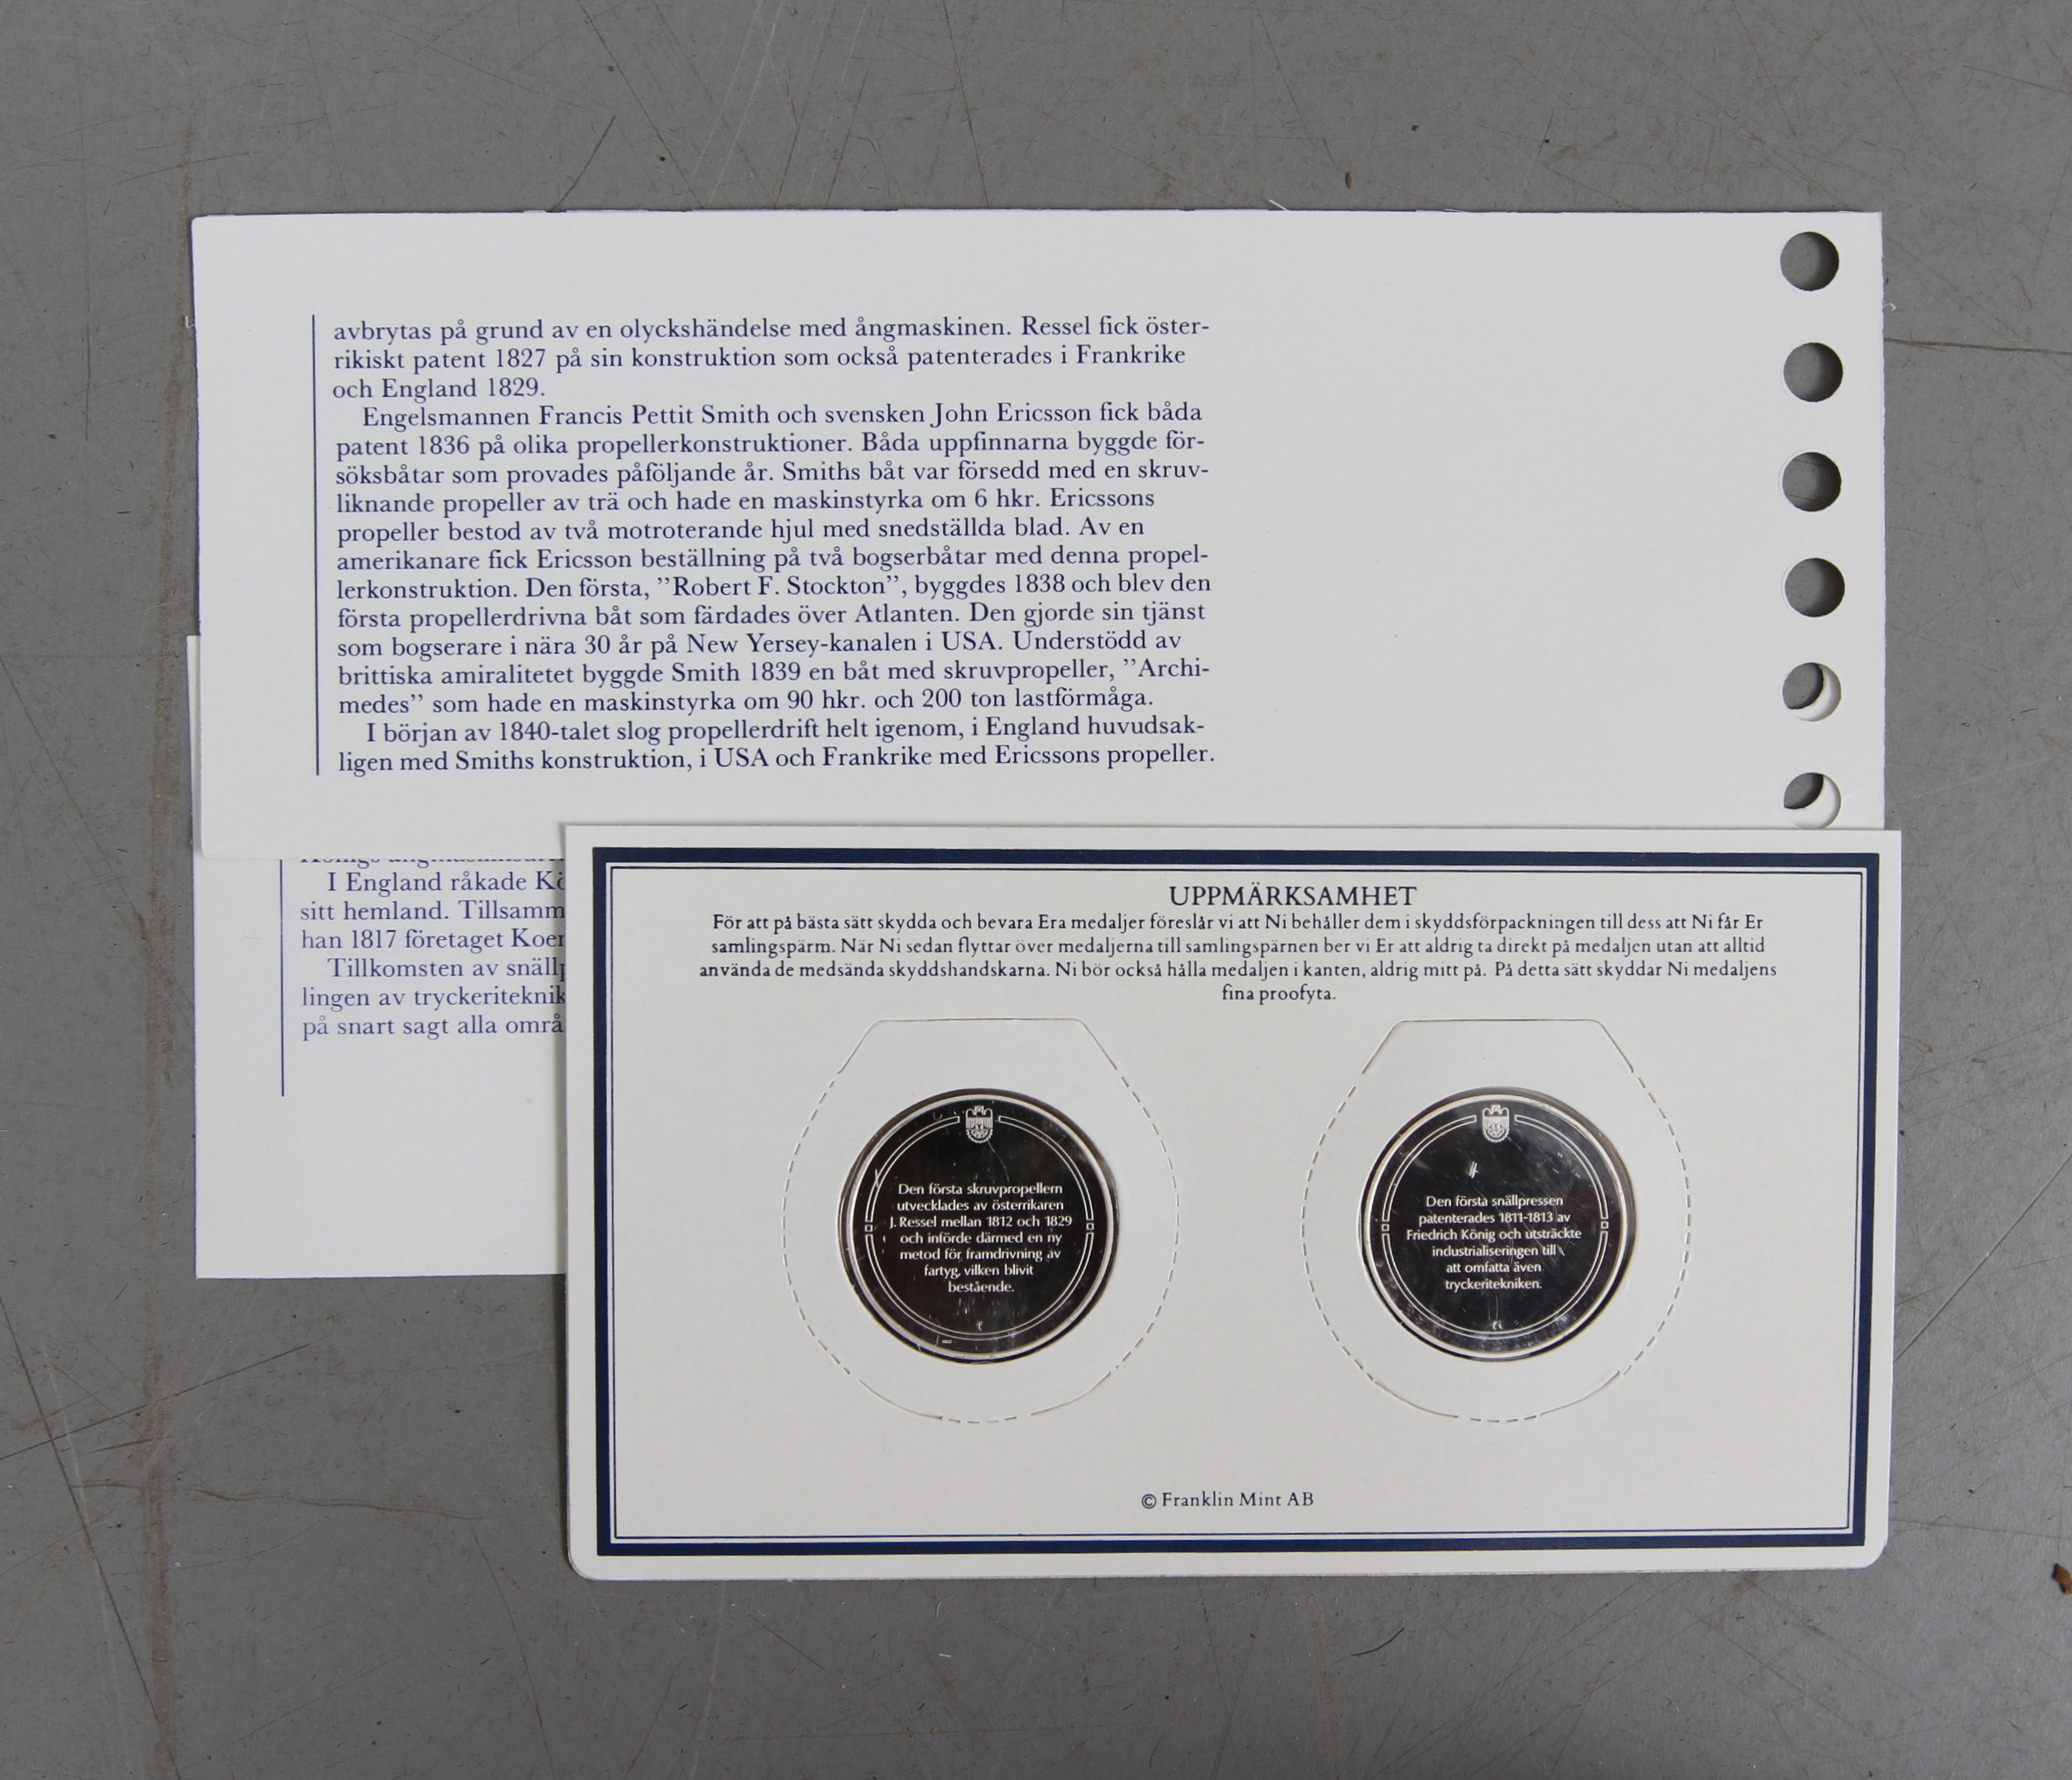 avbrytas på grund av en olyckshändelse med ångmaskinen. Ressel fick öster-
rikiskt patent 1827 på sin konstruktion som också patenterades i Frankrike
och England 1829.
Engelsmannen Francis Pettit Smith och svensken John Ericsson fick båda
patent 1836 på olika propellerkonstruktioner. Båda uppfinnarna byggde för-
söksbåtar som provades påföljande år. Smiths båt var försedd med en skruv-
liknande propeller av trä och hade en maskinstyrka om 6 hkr. Ericssons
propeller bestod av två motroterande hjul med snedställda blad. Av en
amerikanare fick Ericsson beställning på två bogserbåtar med denna propel-
lerkonstruktion. Den första, ”Robert F. Stockton”, byggdes 1838 och blev den
första propellerdrivna båt som färdades över Atlanten. Den gjorde sin tjänst
som bogserare i nära 30 år på New Yersey-kanalen i USA. Understödd av
brittiska amiralitetet byggde Smith 1839 en båt med skruvpropeller, ”Archi-
medes” som hade en maskinstyrka om 90 hkr. och 200 ton lastförmåga.
I början av 1840-talet slog propellerdrift helt igenom, i England huvudsak-
ligen med Smiths konstruktion, i USA och Frankrike med Ericssons propeller.
I England råkade
sitt hemland. Tillsamm
han 1817 företaget Koe
Tillkomsten av snäll
lingen av tryckeriteknik
på snart sagt alla områ
UPPMÄRKSAMHET
För att på bästa sätt skydda och bevara Era medaljer föreslår vi att Ni behåller dem i skyddsförpackningen till dess att Ni får Er
samlingspärm. När Ni sedan flyttar över medaljerna till samlingspärnen ber vi Er att aldrig ta direkt på medaljen utan att alltid
använda de medsända skyddshandskarna. Ni bör också hålla medaljen i kanten, aldrig mitt på. På detta sätt skyddar Ni medaljens
fina proofyta.
Den första skruvpropellern
utvecklades av österrikaren
J. Ressel mellan 1812 och 1829
och införde därmed en ny
metod för framdrivning av
fartyg, vilken blivit
bestående.
Den första snällpressen
patenterades 1811-1813 av
Friedrich König och utsträckte
industrialiseringen till
att omfatta även
tryckeritekniken.
© Franklin Mint AB